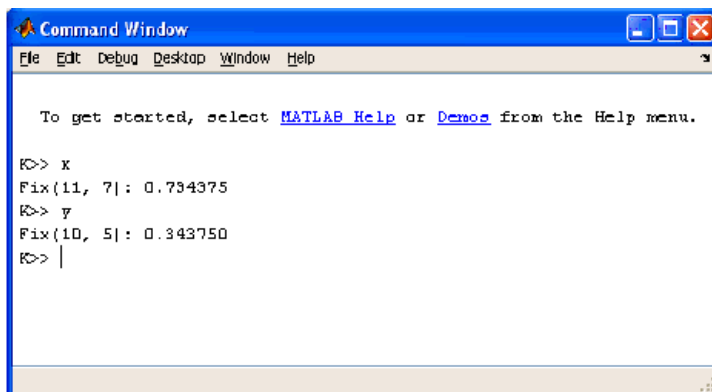 Command Window
File Edit Debug Desktop Window Help
To get started, select MATLAB Help or Demos from the Help menu.
K>> x
Fix(11, 7): 0.734375
K>> y
Fix(10, 5): 0.343750
K>>